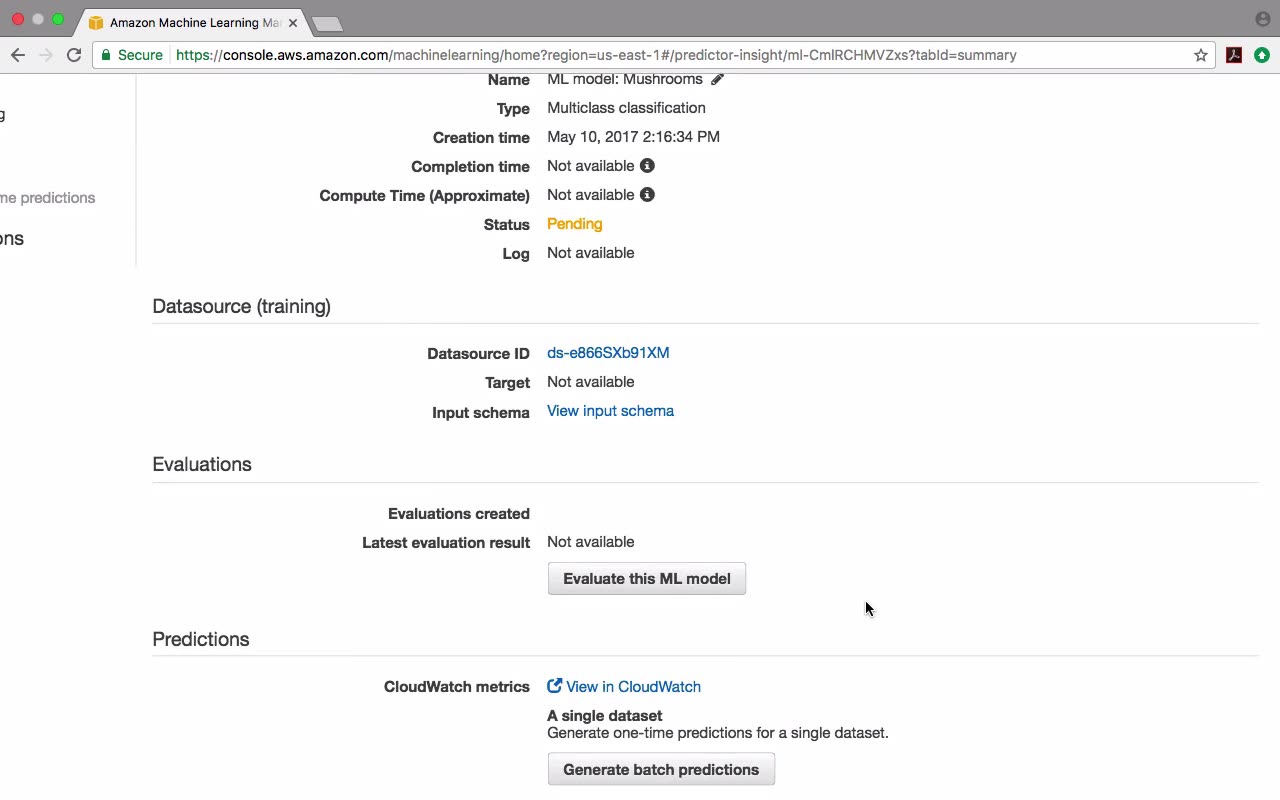 Amazon Machine Learning Ma
Secure https://console.aws.amazon.com/machinelearning/home?region=us-east-1#/predictor-insight/ml-CmlRCHMVZxs?tabId=summary
Name ML model: Mushrooms
g
Type Multiclass classification
Creation time May 10, 2017 2:16:34 PM
Completion time Not available
Compute Time (Approximate) Not available
me predictions
Status Pending
ons
Log Not available
Datasource (training)
Datasource ID ds-e866SXb91XM
Target Not available
Input schema View input schema
Evaluations
Evaluations created
Latest evaluation result Not available
Evaluate this ML model
Predictions
CloudWatch metrics View in CloudWatch
A single dataset
Generate one-time predictions for a single dataset.
Generate batch predictions